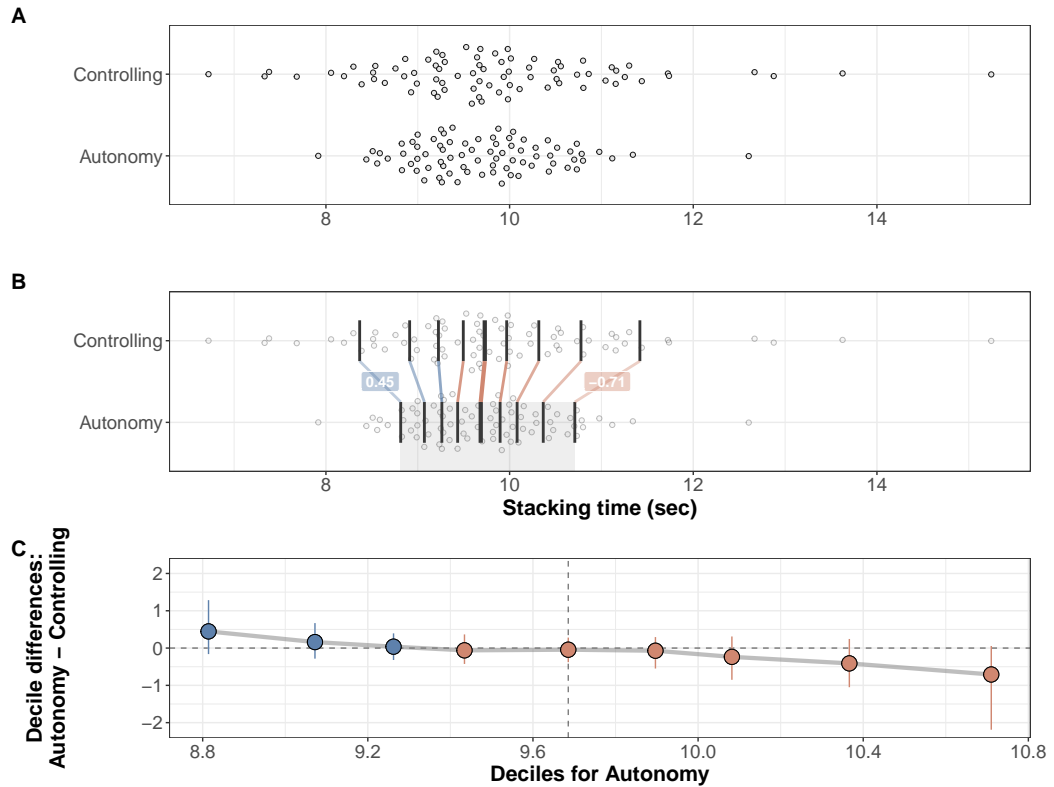 A
Controlling
Autonomy
8 10 12 14
B
Controlling
0.45 −0.71
Autonomy
8 10 12 14
Stacking time (sec)
C
Decile differences:
Autonomy − Controlling
2
1
0
−1
−2
8.8 9.2 9.6 10.0 10.4 10.8
Deciles for Autonomy